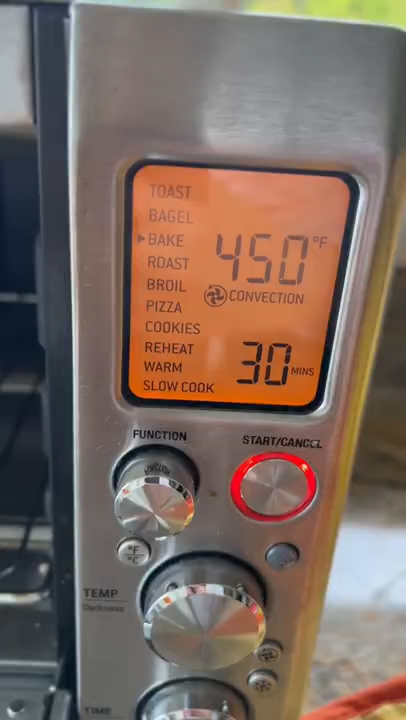 TOAST
BAGEL
BAKE
ROAST
BROIL
PIZZA
COOKIES
REHEAT
WARM
SLOW COOK
450°F
CONVECTION
30 MINS
FUNCTION
START/CANCEL
°F
°C
TEMP
Darkness
TIME